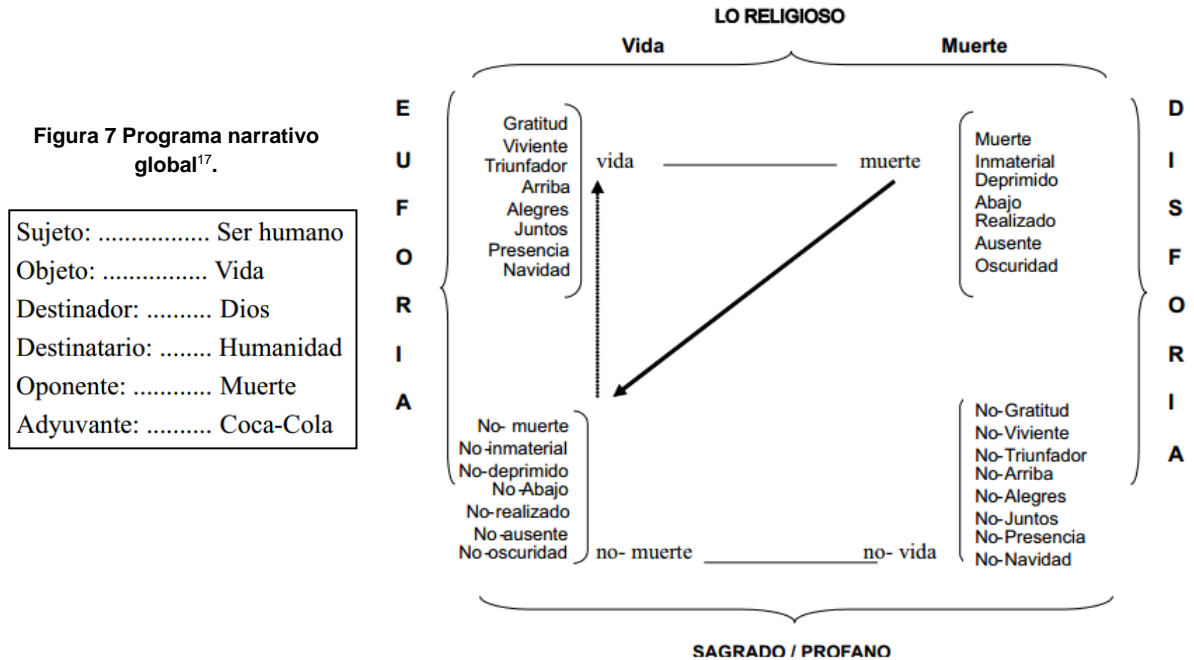 Figura 7 Programa narrativo
global17.
Sujeto: ................. Ser humano
Objeto: ................ Vida
Destinador: .......... Dios
Destinatario: ........ Humanidad
Oponente: ............ Muerte
Adyuvante: .......... Coca-Cola
LO RELIGIOSO
Vida Muerte
E
U
F
O
R
I
A
Gratitud
Viviente
Triunfador
Arriba
Alegres
Juntos
Presencia
Navidad
vida muerte
Muerte
Inmaterial
Deprimido
Abajo
Realizado
Ausente
Oscuridad
D
I
S
F
O
R
I
A
No- muerte
No-inmaterial
No-deprimido
No-Abajo
No-realizado
No-ausente
No-oscuridad
no- muerte no- vida
No-Gratitud
No-Viviente
No-Triunfador
No-Arriba
No-Alegres
No-Juntos
No-Presencia
No-Navidad
SAGRADO / PROFANO